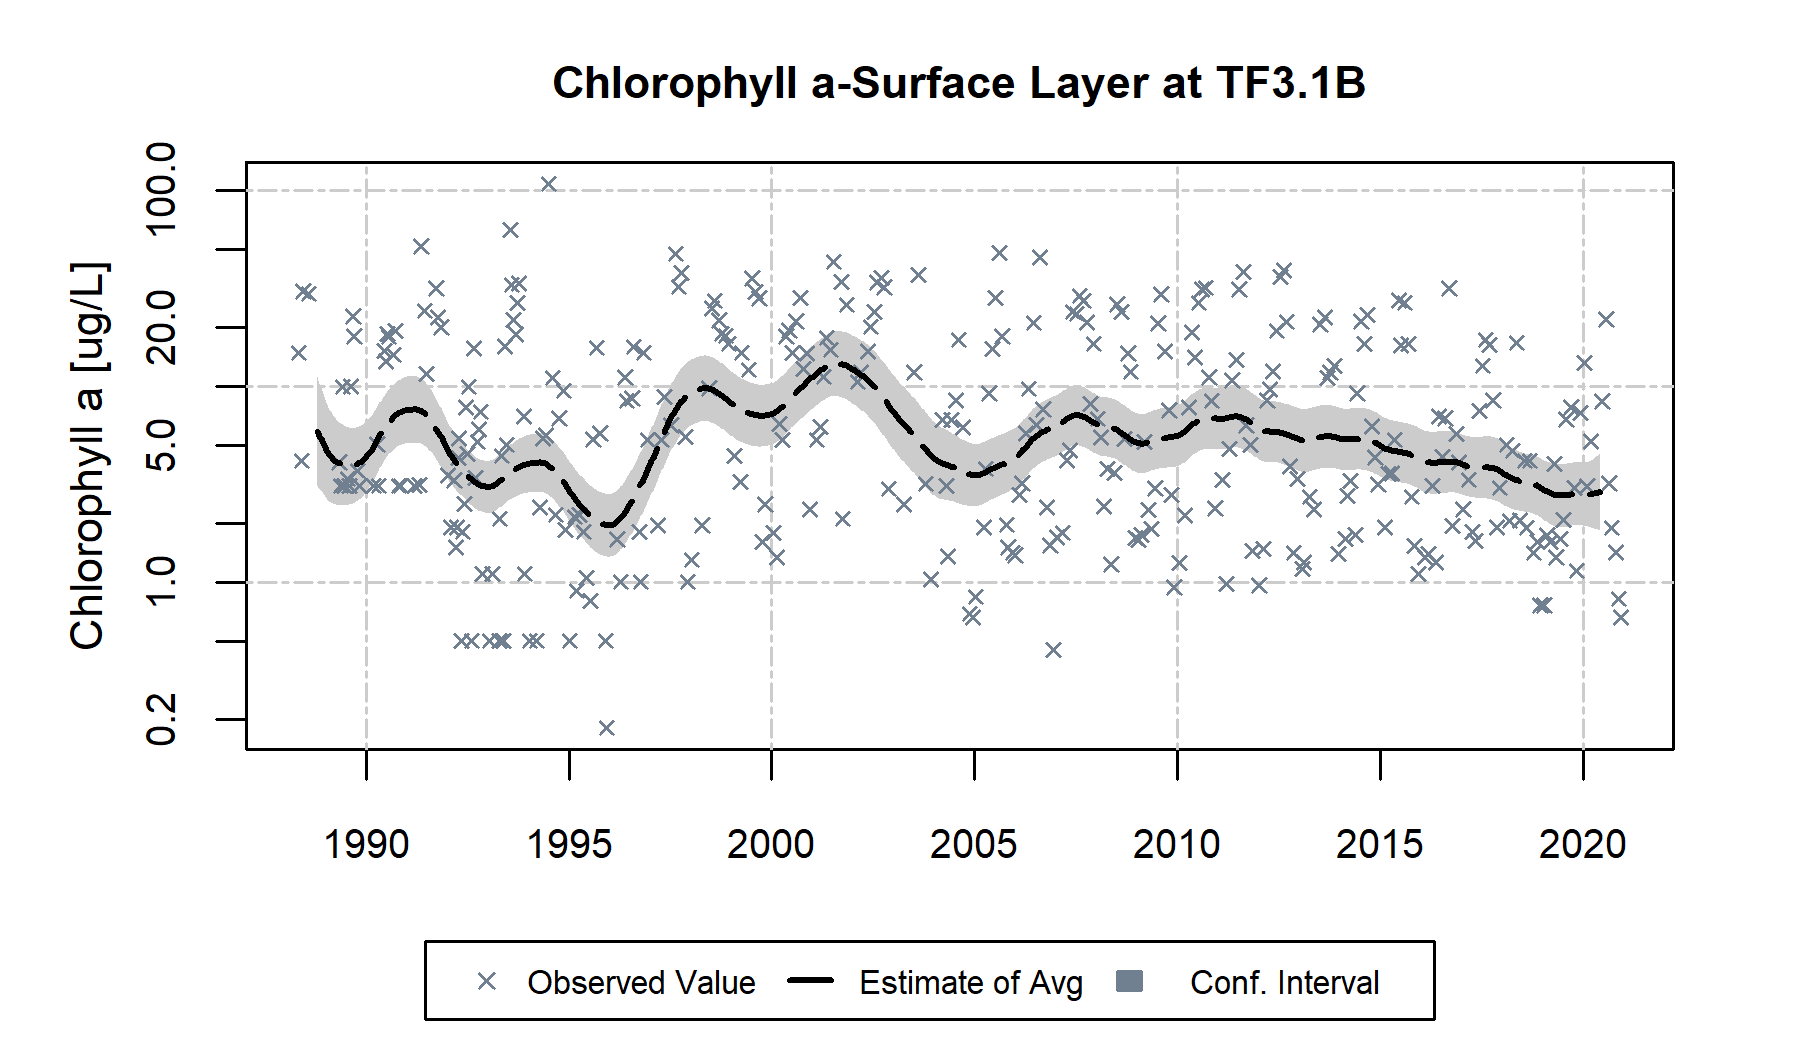 Chlorophyll a-Surface Layer at TF3.1B
Chlorophyll a [ug/L]
100.0
20.0
5.0
1.0
0.2
1990 1995 2000 2005 2010 2015 2020
Observed Value Estimate of Avg Conf. Interval